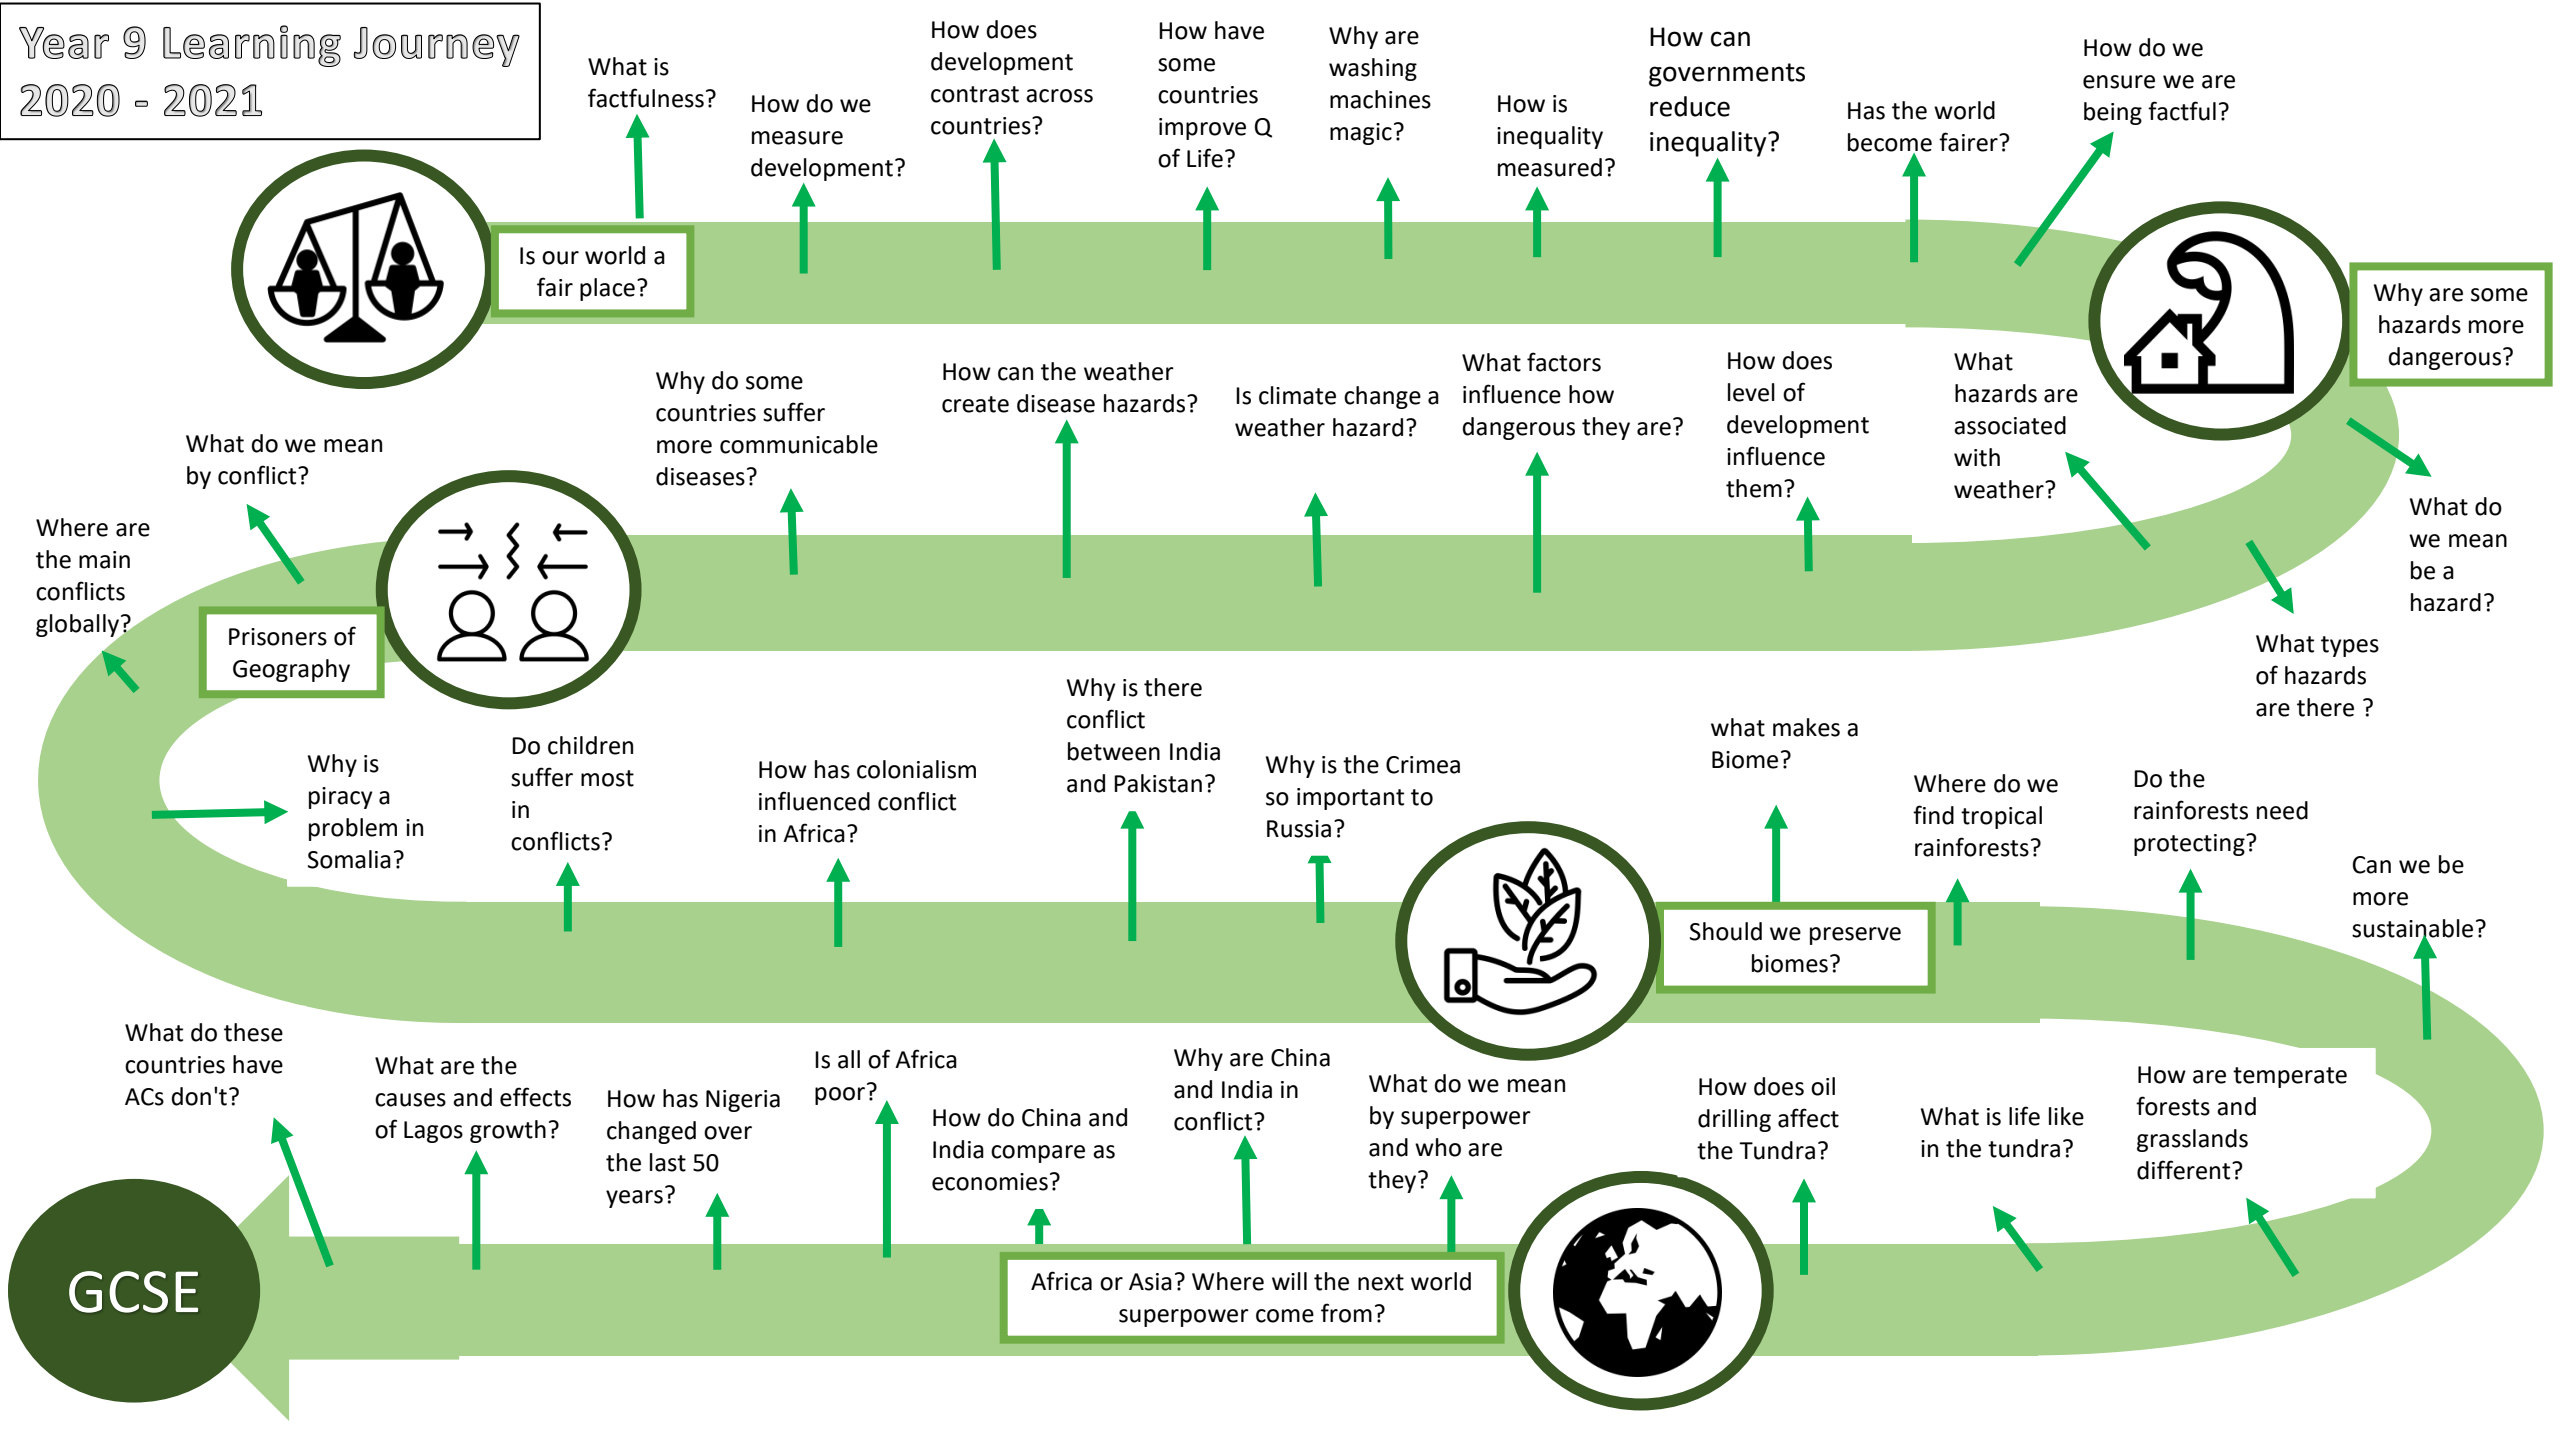 Year 9 Learning Journey
2020 - 2021
What is
factfulness?
How do we
measure
development?
How does
development
contrast across
countries?
How have
some
countries
improve Q
of Life?
Why are
washing
machines
magic?
How is
inequality
measured?
How can
governments
reduce
inequality?
Has the world
become fairer?
How do we
ensure we are
being factful?
Is our world a
fair place?
Why are some
hazards more
dangerous?
What do
we mean
be a
hazard?
What types
of hazards
are there ?
What
hazards are
associated
with
weather?
How does
level of
development
influence
them?
What factors
influence how
dangerous they are?
Is climate change a
weather hazard?
How can the weather
create disease hazards?
Why do some
countries suffer
more communicable
diseases?
Prisoners of
Geography
What do we mean
by conflict?
Where are
the main
conflicts
globally?
Why is
piracy a
problem in
Somalia?
Do children
suffer most
in
conflicts?
How has colonialism
influenced conflict
in Africa?
Why is there
conflict
between India
and Pakistan?
Why is the Crimea
so important to
Russia?
Should we preserve
biomes?
what makes a
Biome?
Where do we
find tropical
rainforests?
Do the
rainforests need
protecting?
Can we be
more
sustainable?
How are temperate
forests and
grasslands
different?
What is life like
in the tundra?
How does oil
drilling affect
the Tundra?
Africa or Asia? Where will the next world
superpower come from?
What do we mean
by superpower
and who are
they?
Why are China
and India in
conflict?
How do China and
India compare as
economies?
Is all of Africa
poor?
How has Nigeria
changed over
the last 50
years?
What are the
causes and effects
of Lagos growth?
What do these
countries have
ACs don't?
GCSE